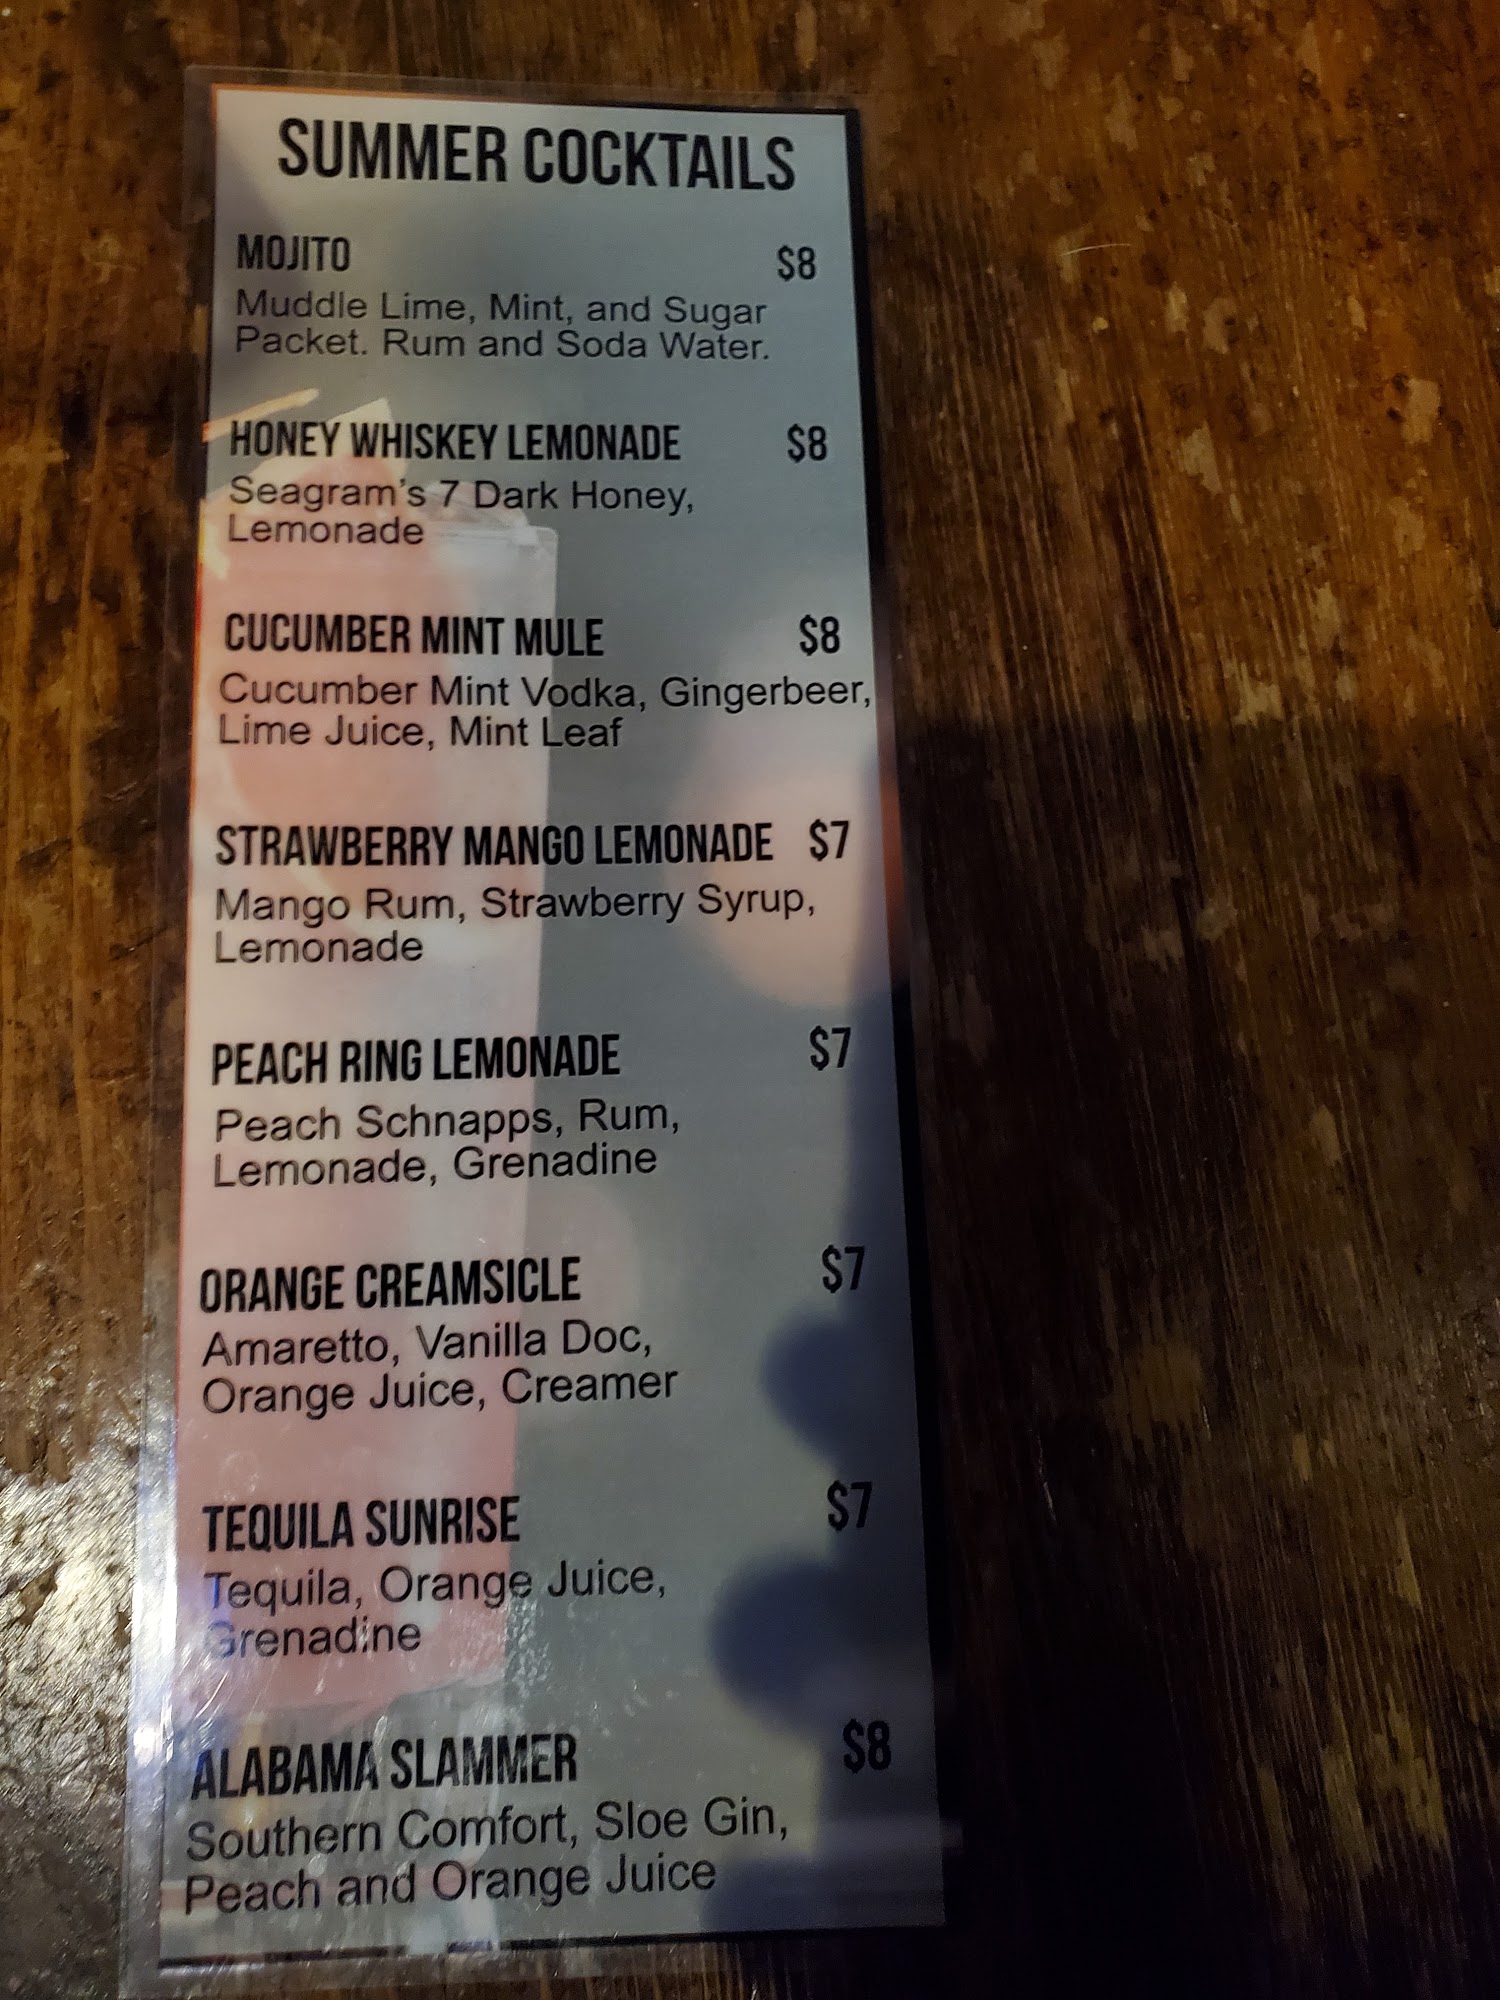 SUMMER COCKTAILS
MOJITO $8
Muddle Lime, Mint, and Sugar
Packet. Rum and Soda Water.
HONEY WHISKEY LEMONADE $8
Seagram's 7 Dark Honey,
Lemonade
CUCUMBER MINT MULE $8
Cucumber Mint Vodka, Gingerbeer,
Lime Juice, Mint Leaf
STRAWBERRY MANGO LEMONADE $7
Mango Rum, Strawberry Syrup,
Lemonade
PEACH RING LEMONADE $7
Peach Schnapps, Rum,
Lemonade, Grenadine
ORANGE CREAMSICLE $7
Amaretto, Vanilla Doc,
Orange Juice, Creamer
TEQUILA SUNRISE $7
Tequila, Orange Juice,
Grenadine
ALABAMA SLAMMER $8
Southern Comfort, Sloe Gin,
Peach and Orange Juice